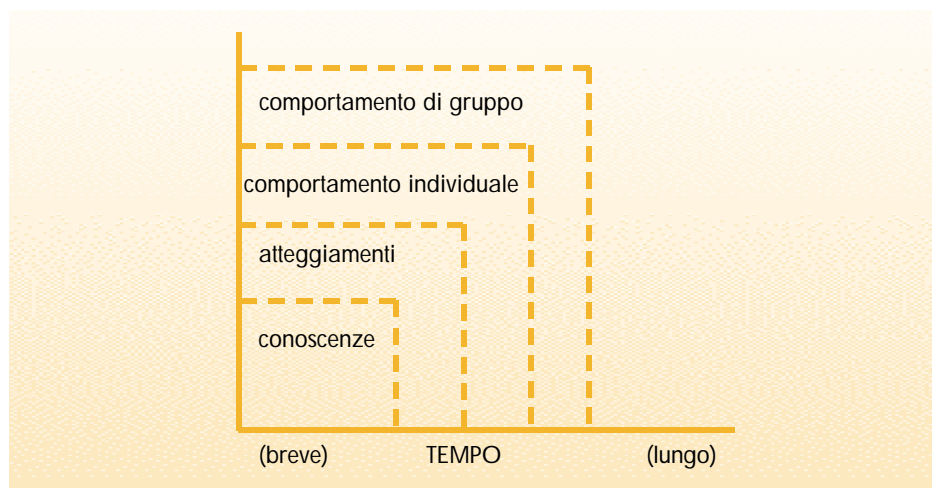 comportamento di gruppo
comportamento individuale
atteggiamenti
conoscenze
(breve) TEMPO (lungo)